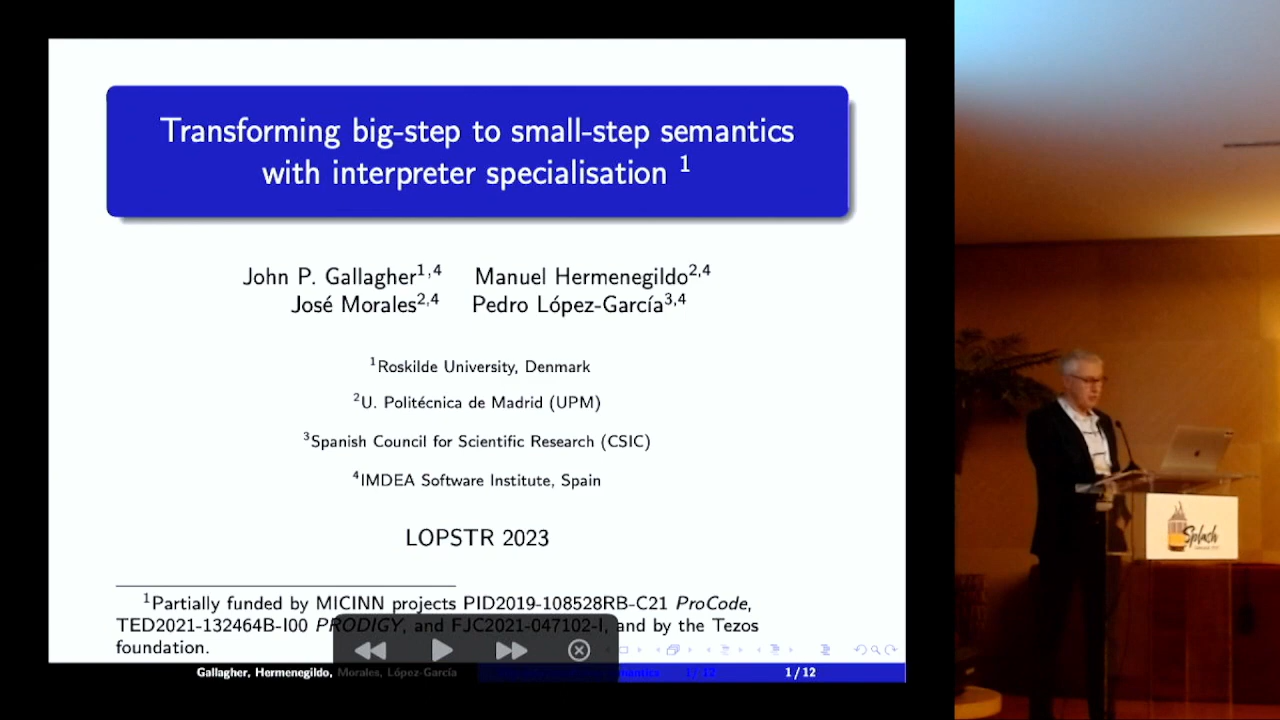 Transforming big-step to small-step semantics
with interpreter specialisation 1
John P. Gallagher1,4 Manuel Hermenegildo2,4
José Morales2,4 Pedro López-García3,4
1Roskilde University, Denmark
2U. Politécnica de Madrid (UPM)
3Spanish Council for Scientific Research (CSIC)
4IMDEA Software Institute, Spain
LOPSTR 2023
1Partially funded by MICINN projects PID2019-108528RB-C21 ProCode,
TED2021-132464B-I00 PRODIGY, and FJC2021-047102-I, and by the Tezos
foundation.
Gallagher, Hermenegildo, Morales, López-García 1/12 1/12
Splash